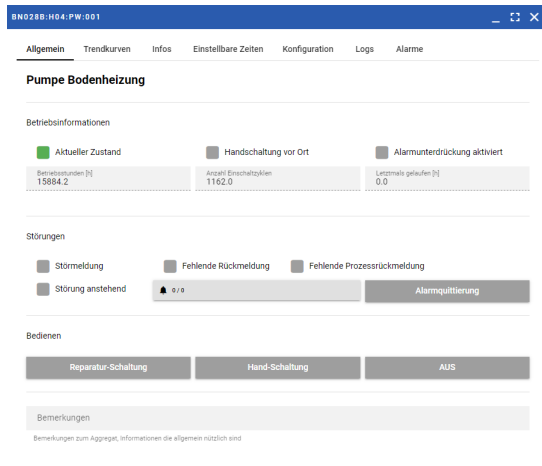 BN028B:H04:PW:001
Allgemein Trendkurven Infos Einstellbare Zeiten Konfiguration Logs Alarme
Pumpe Bodenheizung
Betriebsinformationen
Aktueller Zustand Handschaltung vor Ort Alarmunterdrückung aktiviert
Betriebsstunden [h] Anzahl Einschaltzyklen Letztmals gelaufen [h]
15884.2 1162.0 0.0
Störungen
Störmeldung Fehlende Rückmeldung Fehlende Prozessrückmeldung
Störung anstehend 0 / 0 Alarmquittierung
Bedienen
Reparatur-Schaltung Hand-Schaltung AUS
Bemerkungen
Bemerkungen zum Aggregat, Informationen die allgemein nützlich sind